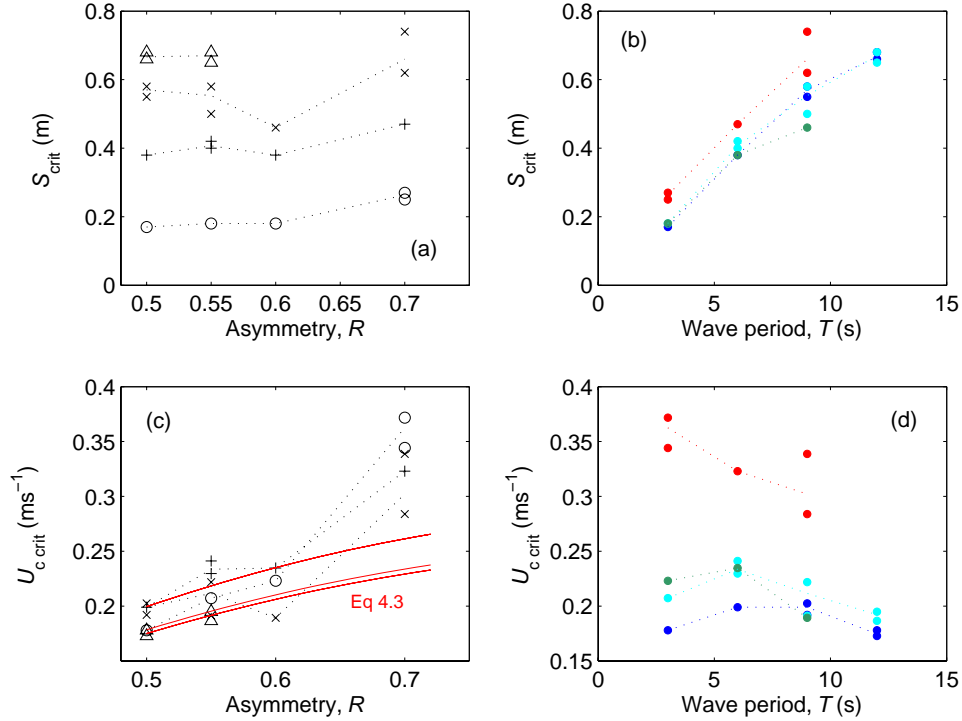 0.8
0.6
0.4
0.2
0
S_crit (m)
0.5 0.55 0.6 0.65 0.7
Asymmetry, R
(a)
0.8
0.6
0.4
0.2
0
S_crit (m)
0 5 10 15
Wave period, T (s)
(b)
0.4
0.35
0.3
0.25
0.2
U_c crit (ms⁻¹)
0.5 0.55 0.6 0.65 0.7
Asymmetry, R
(c)
Eq 4.3
0.4
0.35
0.3
0.25
0.2
0.15
U_c crit (ms⁻¹)
0 5 10 15
Wave period, T (s)
(d)